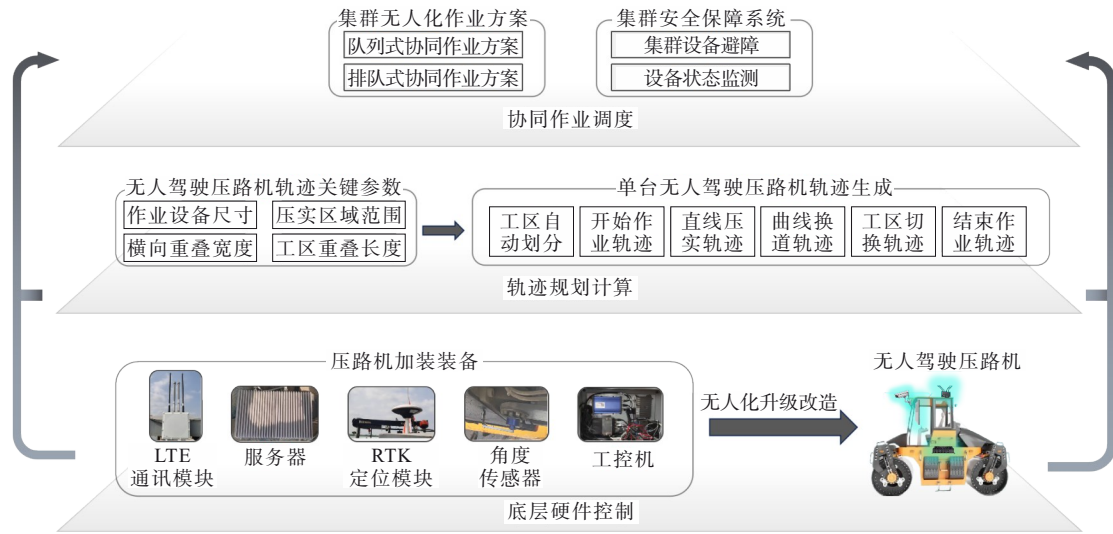 集群无人化作业方案
队列式协同作业方案
排队式协同作业方案
集群安全保障系统
集群设备避障
设备状态监测
协同作业调度
无人驾驶压路机轨迹关键参数
作业设备尺寸
压实区域范围
横向重叠宽度
工区重叠长度
单台无人驾驶压路机轨迹生成
工区自
动划分
开始作
业轨迹
直线压
实轨迹
曲线换
道轨迹
工区切
换轨迹
结束作
业轨迹
轨迹规划计算
压路机加装装备
LTE
通讯模块
服务器
RTK
定位模块
角度
传感器
工控机
无人化升级改造
无人驾驶压路机
底层硬件控制